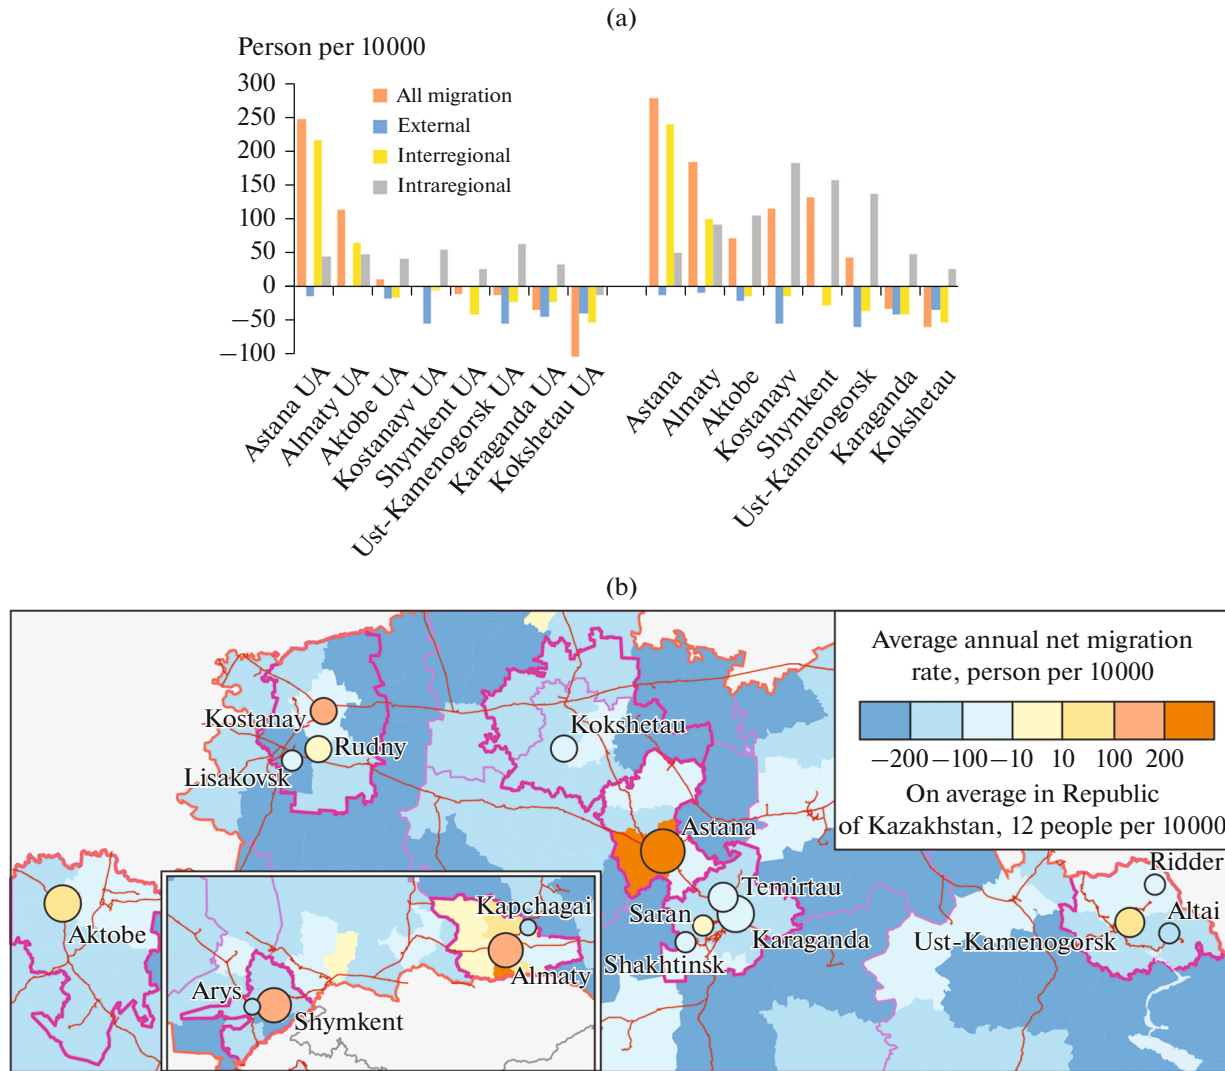 (a)
Person per 10000
300
250
200
150
100
50
0
−50
−100
All migration
External
Interregional
Intraregional
Astana UA
Almaty UA
Aktobe UA
Kostanayv UA
Shymkent UA
Ust-Kamenogorsk UA
Karaganda UA
Kokshetau UA
Astana
Almaty
Aktobe
Kostanayv
Shymkent
Ust-Kamenogorsk
Karaganda
Kokshetau
(b)
Average annual net migration
rate, person per 10000
−200 −100 −10 10 100 200
On average in Republic
of Kazakhstan, 12 people per 10000
Kostanay
Rudny
Lisakovsk
Kokshetau
Astana
Temirtau
Saran
Karaganda
Shakhtinsk
Ridder
Altai
Ust-Kamenogorsk
Aktobe
Kapchagai
Almaty
Arys
Shymkent